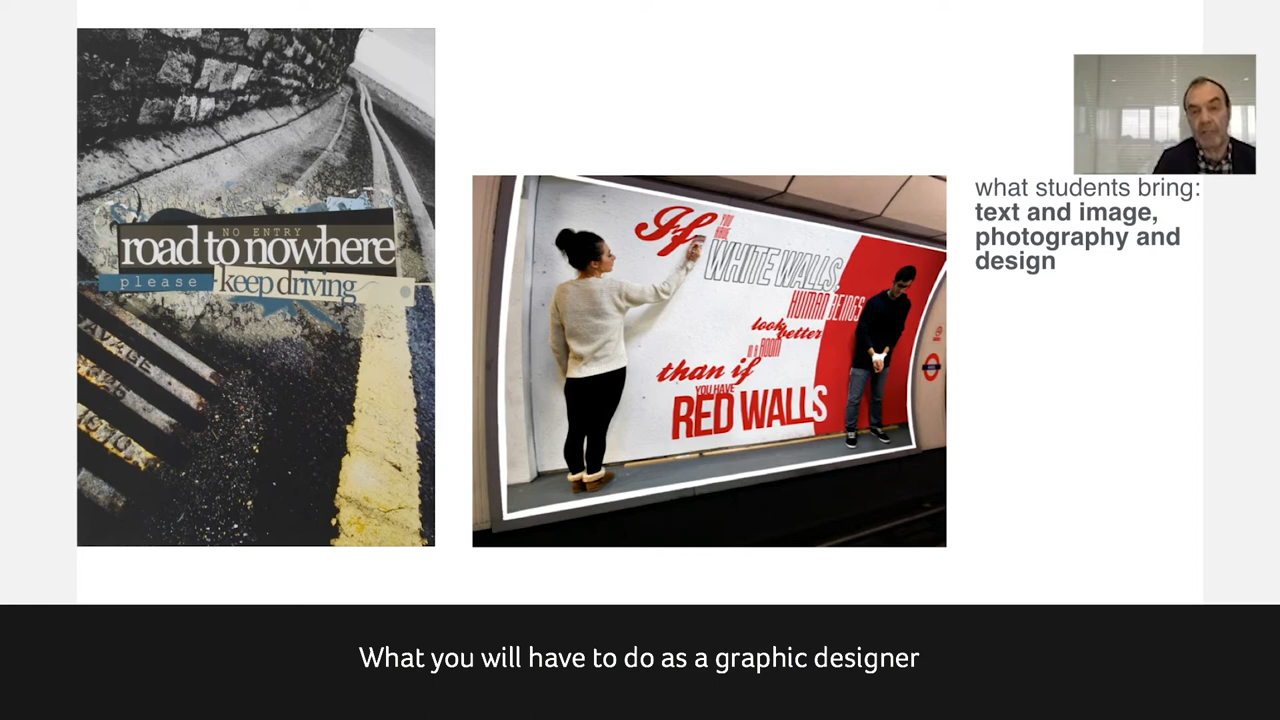 NO ENTRY
road to nowhere
please keep driving
If YOU HAVE
WHITE WALLS,
HUMAN BEINGS
look better
IN A ROOM
than if
YOU HAVE
RED WALLS
what students bring:
text and image,
photography and
design
What you will have to do as a graphic designer